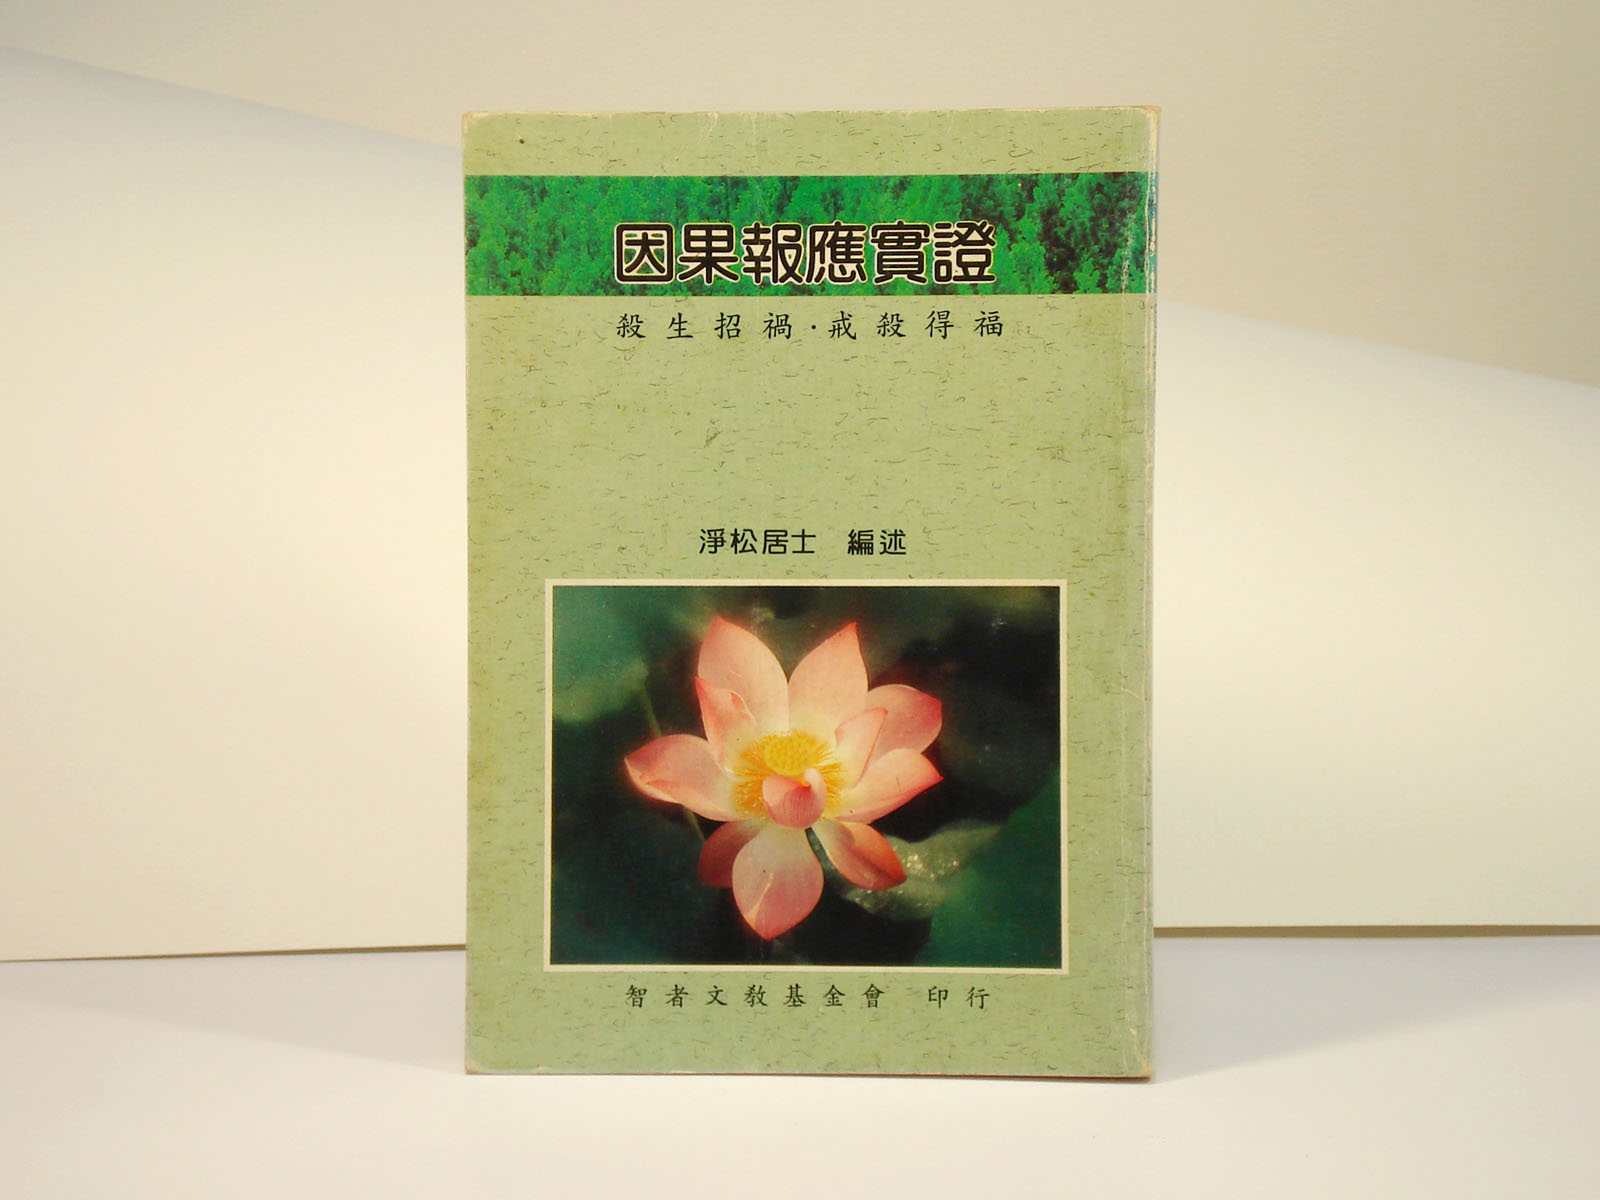 因果報應實證
殺生招禍·戒殺得福
淨松居士 編述
智者文教基金會 印行